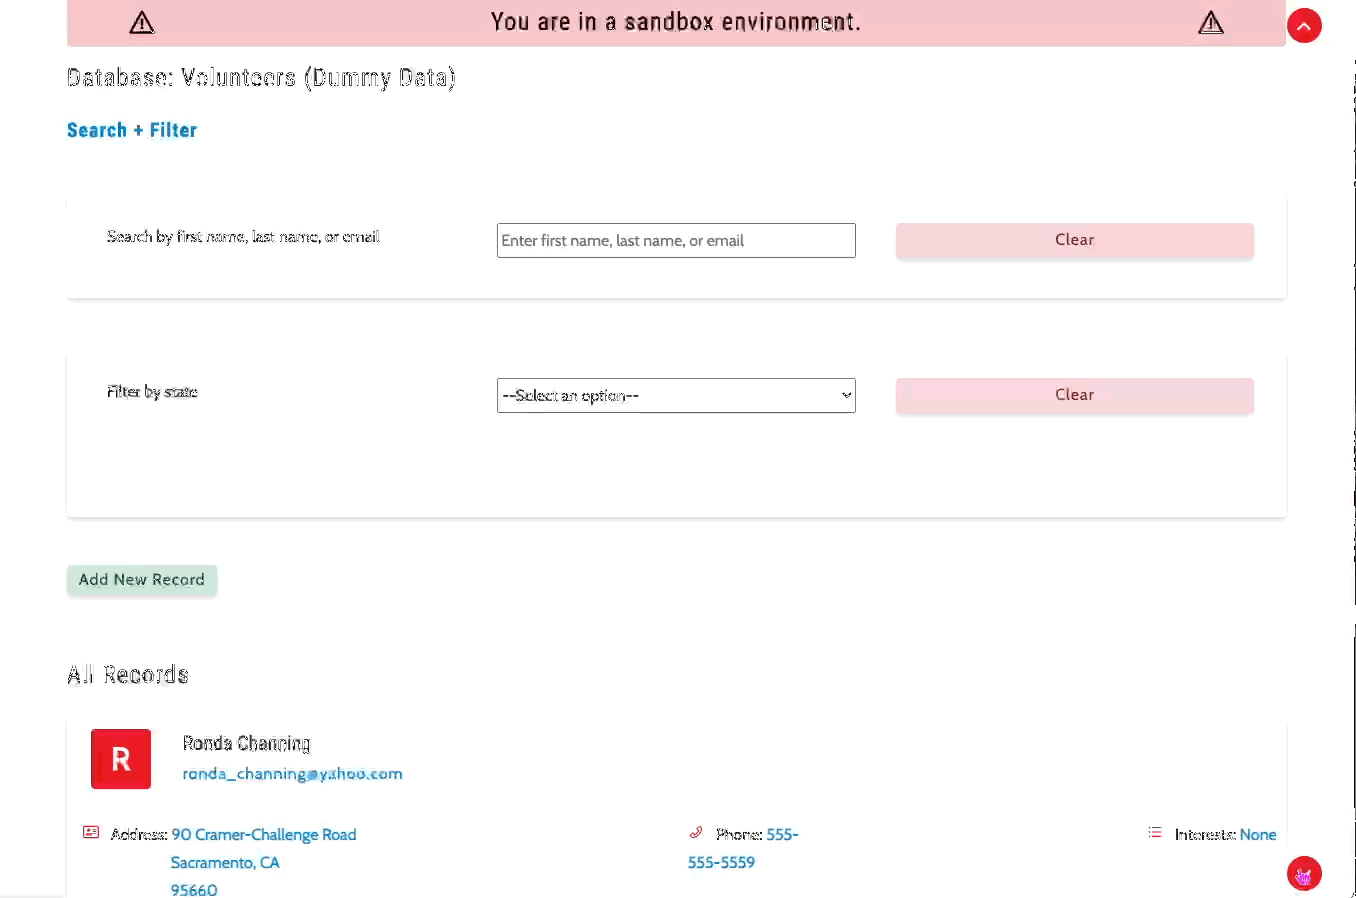 You are in a sandbox environment.
Database: Volunteers (Dummy Data)
Search + Filter
Search by first name, last name, or email
Enter first name, last name, or email
Clear
Filter by state
--Select an option--
Clear
Add New Record
All Records
R
Ronda Channing
ronda_channing@yahoo.com
Address: 90 Cramer-Challenge Road
Sacramento, CA
95660
Phone: 555-
555-5559
Interests: None